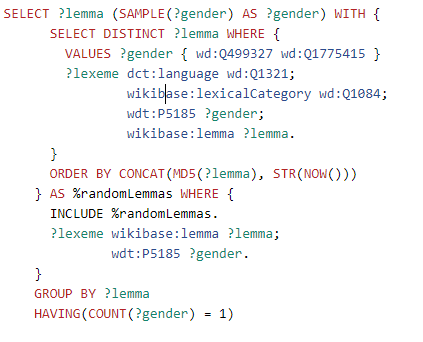 SELECT ?lemma (SAMPLE(?gender) AS ?gender) WITH {
SELECT DISTINCT ?lemma WHERE {
VALUES ?gender { wd:Q499327 wd:Q1775415 }
?lexeme dct:language wd:Q1321;
wikibase:lexicalCategory wd:Q1084;
wdt:P5185 ?gender;
wikibase:lemma ?lemma.
}
ORDER BY CONCAT(MD5(?lemma), STR(NOW()))
} AS %randomLemmas WHERE {
INCLUDE %randomLemmas.
?lexeme wikibase:lemma ?lemma;
wdt:P5185 ?gender.
}
GROUP BY ?lemma
HAVING(COUNT(?gender) = 1)